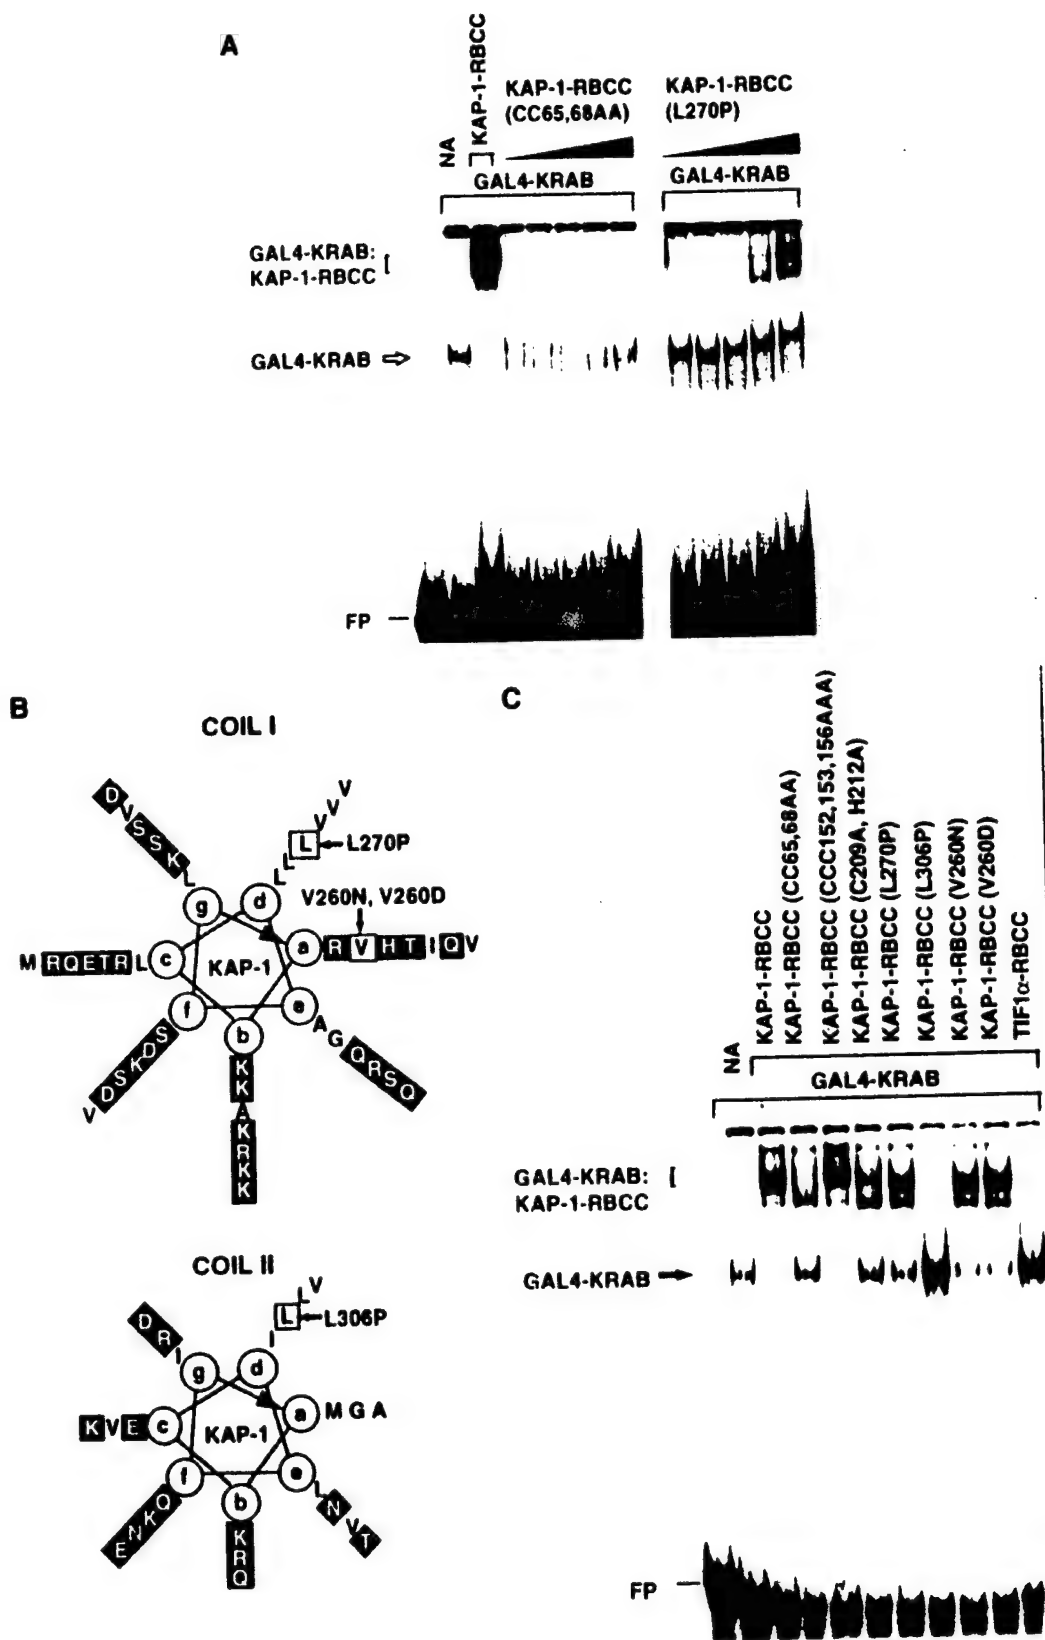 A
NA
KAP-1-RBCC
KAP-1-RBCC
(CC65,68AA)
KAP-1-RBCC
(L270P)
GAL4-KRAB
GAL4-KRAB
GAL4-KRAB:
KAP-1-RBCC
GAL4-KRAB
FP
B
COIL I
D V S S K L
V V V
L
L270P
L L
V260N, V260D
g
d
a
R V H T I Q V
M R Q E T R L
c
KAP-1
f
e
b
A G Q R S Q
V D S K D S
K K A K R K K
COIL II
V
L
L
L306P
I
D R I
g
d
a
M G A
K V E
c
KAP-1
f
e
b
I N V T
E N K Q
K R Q
C
NA
KAP-1-RBCC
KAP-1-RBCC (CC65,68AA)
KAP-1-RBCC (CCC152,153,156AAA)
KAP-1-RBCC (C209A, H212A)
KAP-1-RBCC (L270P)
KAP-1-RBCC (L306P)
KAP-1-RBCC (V260N)
KAP-1-RBCC (V260D)
TIF1α-RBCC
GAL4-KRAB
GAL4-KRAB:
KAP-1-RBCC
GAL4-KRAB
FP